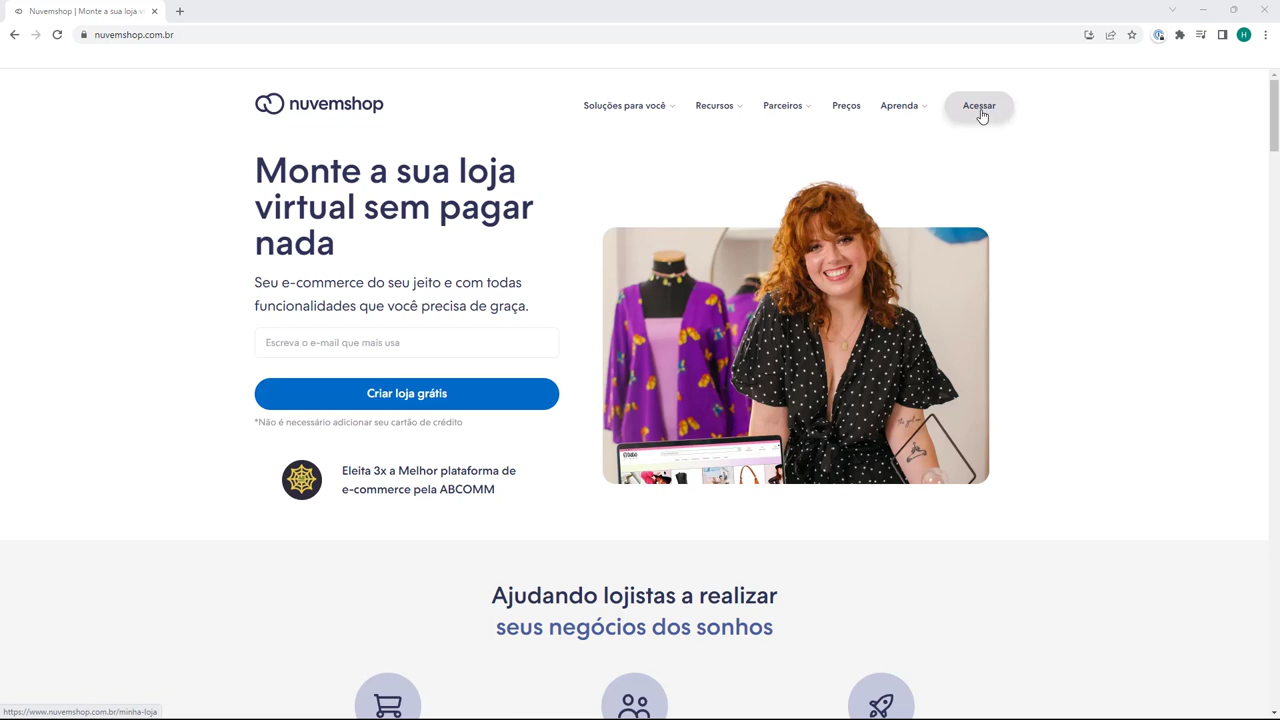 Nuvemshop | Monte a sua loja v
nuvemshop.com.br
H
nuvemshop
Soluções para você
Recursos
Parceiros
Preços
Aprenda
Acessar
Monte a sua loja
virtual sem pagar
nada
Seu e-commerce do seu jeito e com todas
funcionalidades que você precisa de graça.
Escreva o e-mail que mais usa
Criar loja grátis
*Não é necessário adicionar seu cartão de crédito
Eleita 3x a Melhor plataforma de
e-commerce pela ABCOMM
Ajudando lojistas a realizar
seus negócios dos sonhos
https://www.nuvemshop.com.br/minha-loja